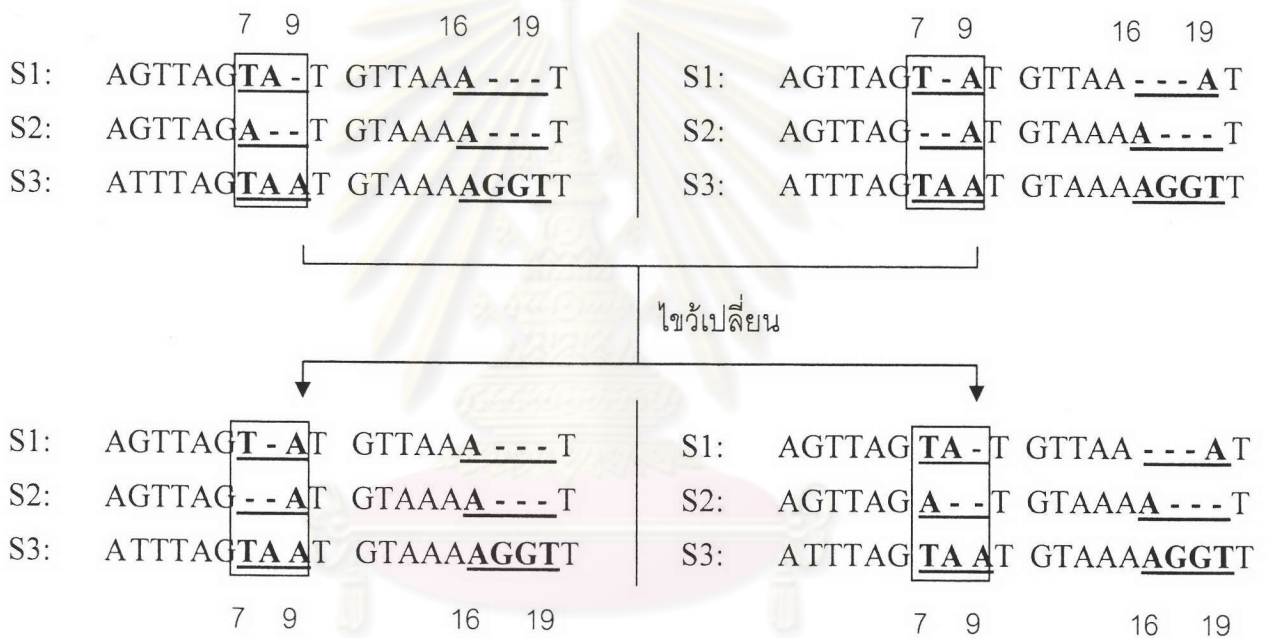 7 9 16 19 7 9 16 19
S1: AGTTAGTA-T GTTAAA---T S1: AGTTAGT-AT GTTAA---AT
S2: AGTTAGA--T GTAAAA---T S2: AGTTAG--AT GTAAAA---T
S3: ATTTAGTAAT GTAAAAGGTT S3: ATTTAGTAAT GTAAAAGGTT
ไขว้เปลี่ยน
S1: AGTTAGT-AT GTTAAA---T S1: AGTTAGTA-T GTTAA---AT
S2: AGTTAG--AT GTAAAA---T S2: AGTTAGA--T GTAAAA---T
S3: ATTTAGTAAT GTAAAAGGTT S3: ATTTAGTAAT GTAAAAGGTT
7 9 16 19 7 9 16 19